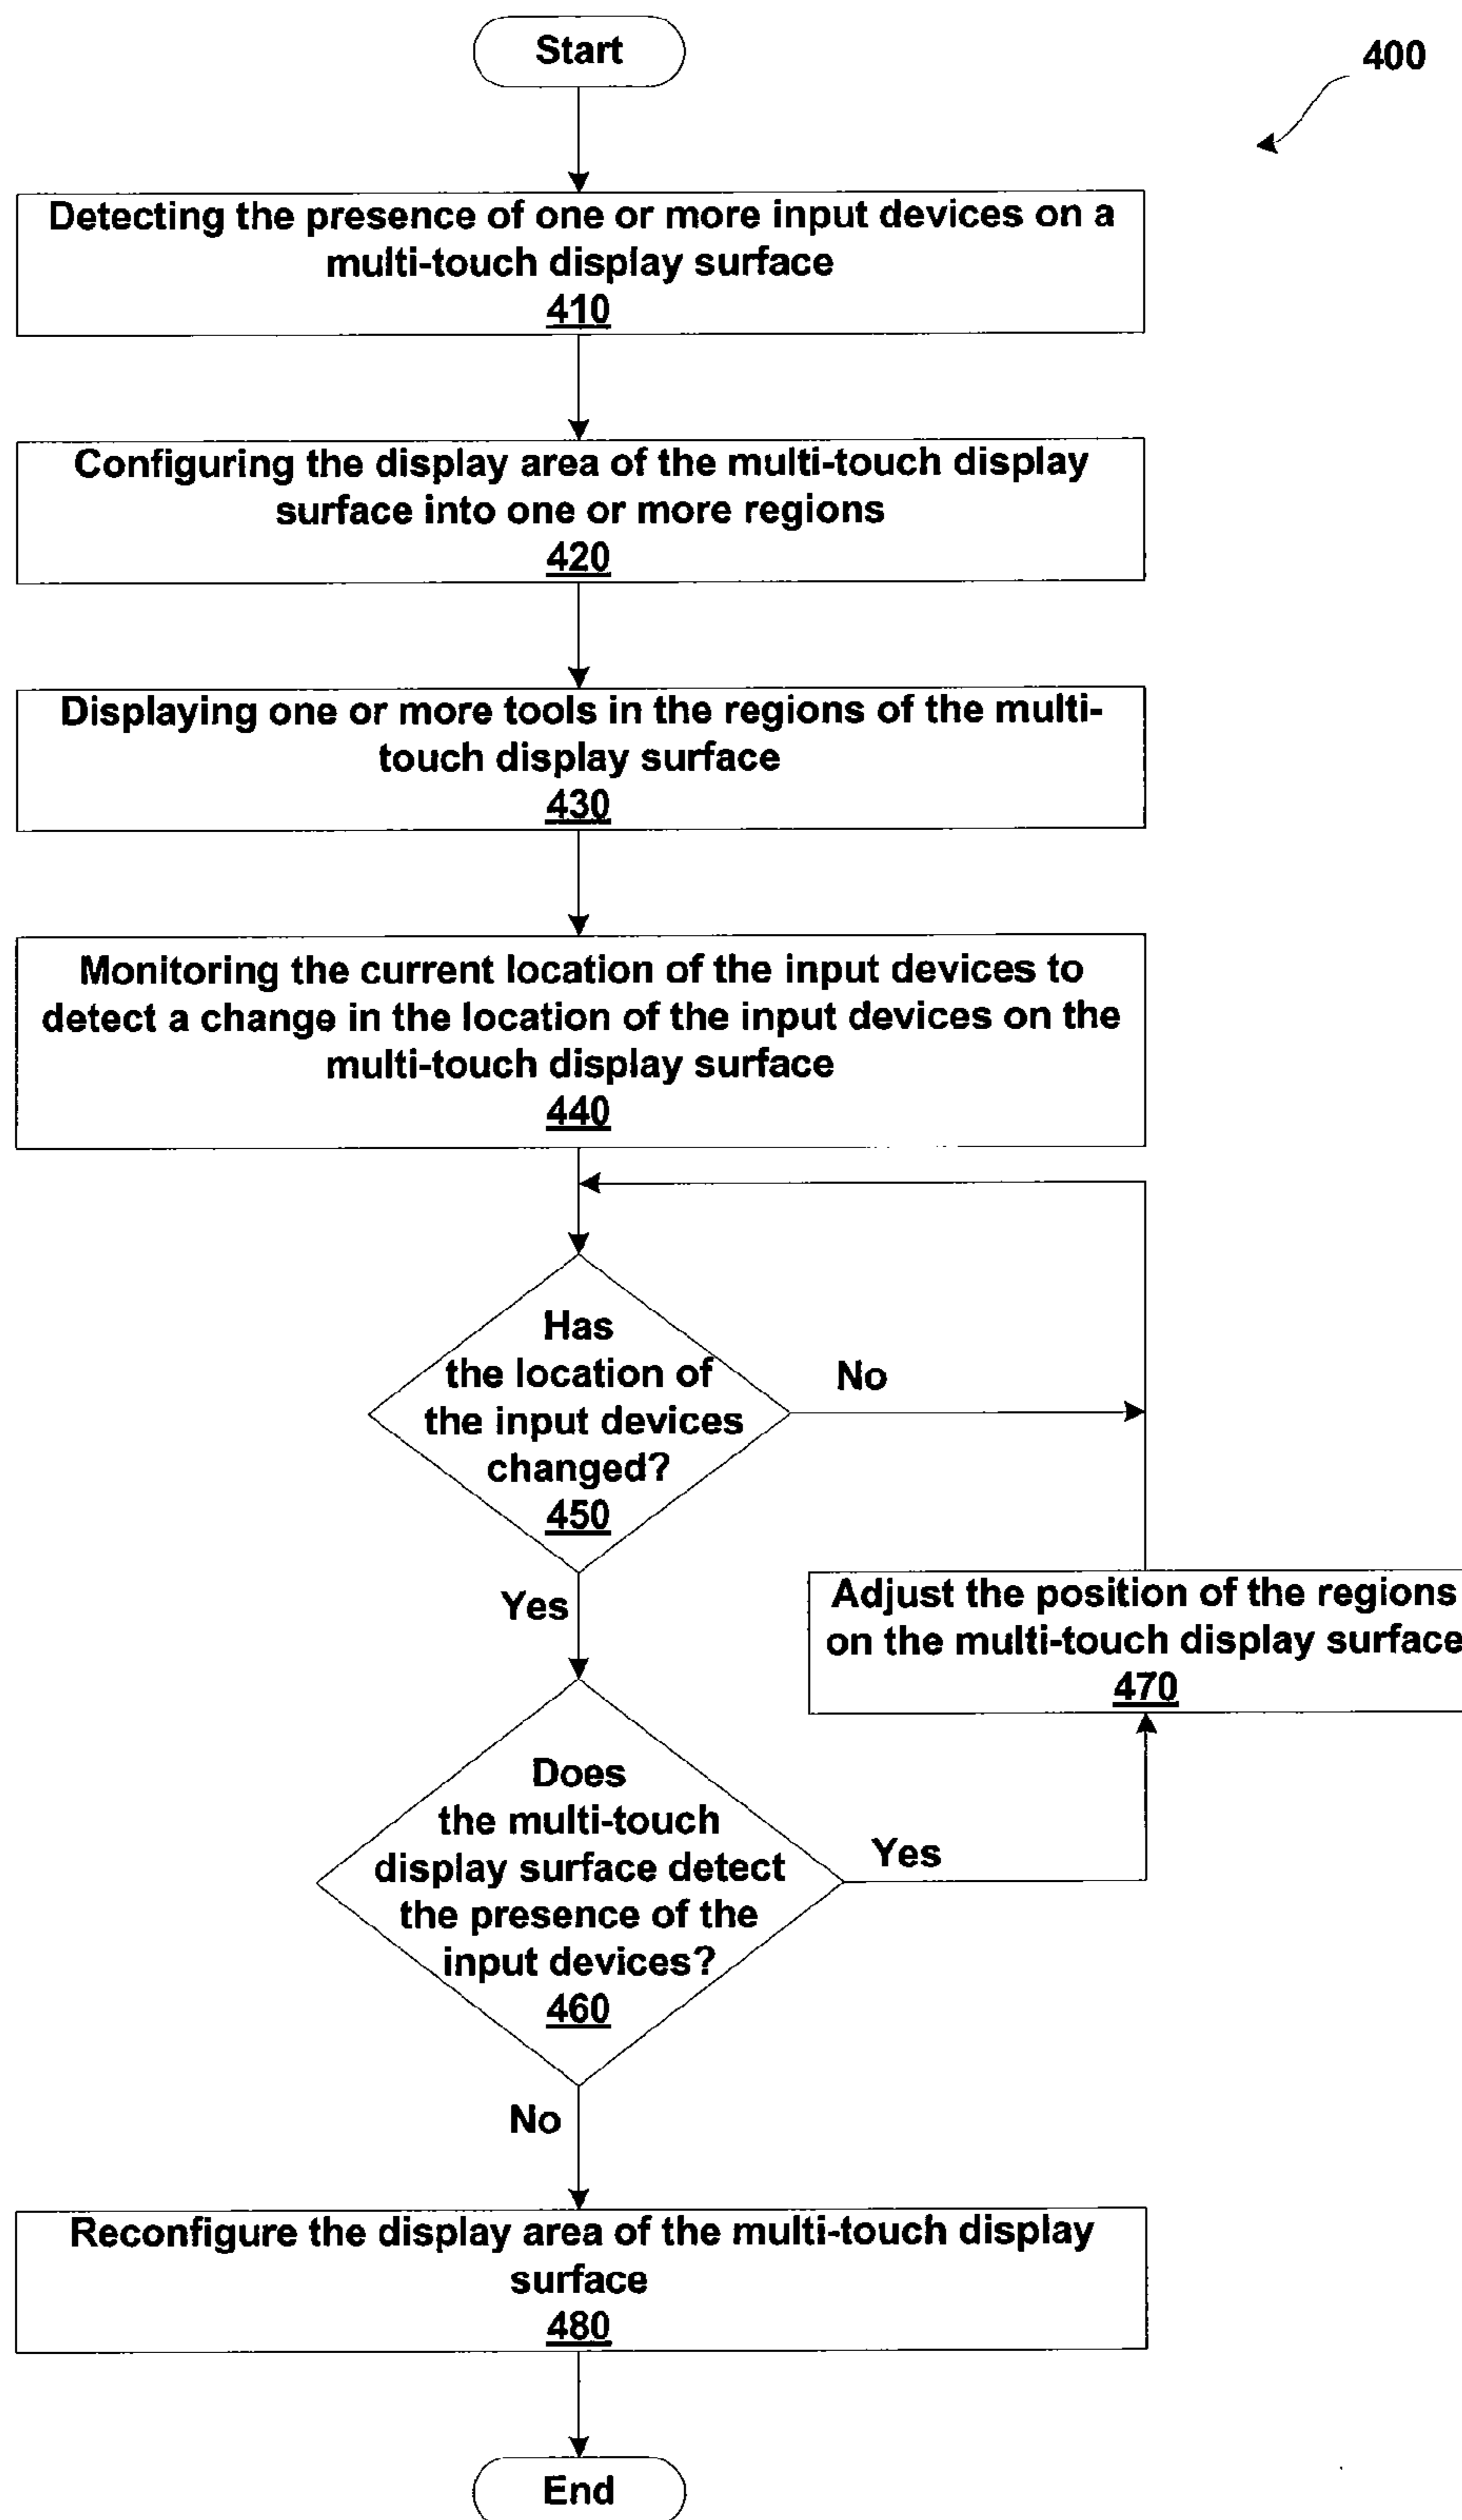 Start
400
Detecting the presence of one or more input devices on a
multi-touch display surface
410
Configuring the display area of the multi-touch display
surface into one or more regions
420
Displaying one or more tools in the regions of the multi-
touch display surface
430
Monitoring the current location of the input devices to
detect a change in the location of the input devices on the
multi-touch display surface
440
Has
the location of
the input devices
changed?
450
No
Yes
Adjust the position of the regions
on the multi-touch display surface
470
Does
the multi-touch
display surface detect
the presence of the
input devices?
460
Yes
No
Reconfigure the display area of the multi-touch display
surface
480
End